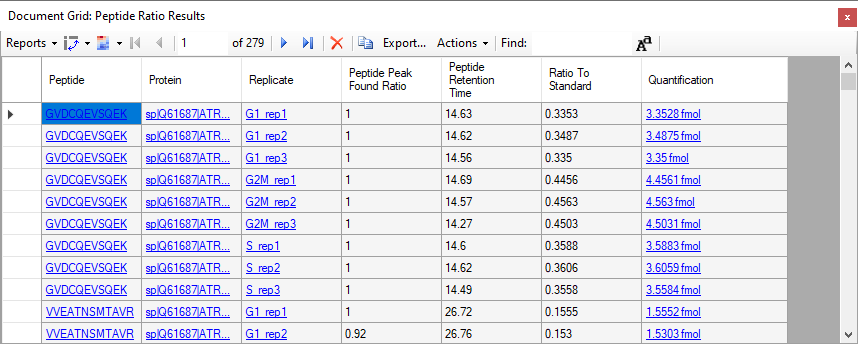 Document Grid: Peptide Ratio Results
Reports 1 of 279 Export... Actions Find: Aa
Peptide Protein Replicate Peptide Peak Found Ratio Peptide Retention Time Ratio To Standard Quantification
GVDCQEVSQEK sp|Q61687|ATR... G1_rep1 1 14.63 0.3353 3.3528 fmol
GVDCQEVSQEK sp|Q61687|ATR... G1_rep2 1 14.62 0.3487 3.4875 fmol
GVDCQEVSQEK sp|Q61687|ATR... G1_rep3 1 14.56 0.335 3.35 fmol
GVDCQEVSQEK sp|Q61687|ATR... G2M_rep1 1 14.69 0.4456 4.4561 fmol
GVDCQEVSQEK sp|Q61687|ATR... G2M_rep2 1 14.57 0.4563 4.563 fmol
GVDCQEVSQEK sp|Q61687|ATR... G2M_rep3 1 14.27 0.4503 4.5031 fmol
GVDCQEVSQEK sp|Q61687|ATR... S_rep1 1 14.6 0.3588 3.5883 fmol
GVDCQEVSQEK sp|Q61687|ATR... S_rep2 1 14.62 0.3606 3.6059 fmol
GVDCQEVSQEK sp|Q61687|ATR... S_rep3 1 14.49 0.3558 3.5584 fmol
VVEATNSMTAVR sp|Q61687|ATR... G1_rep1 1 26.72 0.1555 1.5552 fmol
VVEATNSMTAVR sp|Q61687|ATR... G1_rep2 0.92 26.76 0.153 1.5303 fmol